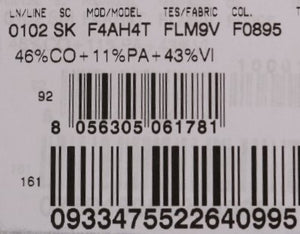 LN/LINE SC. MOD/MODEL TES/FABRIC COL. T
0102 SK F4AH4T FLM9V F0895
46%CO+11%PA+43%VI
92
8 056305 061781
161
0933475522640995